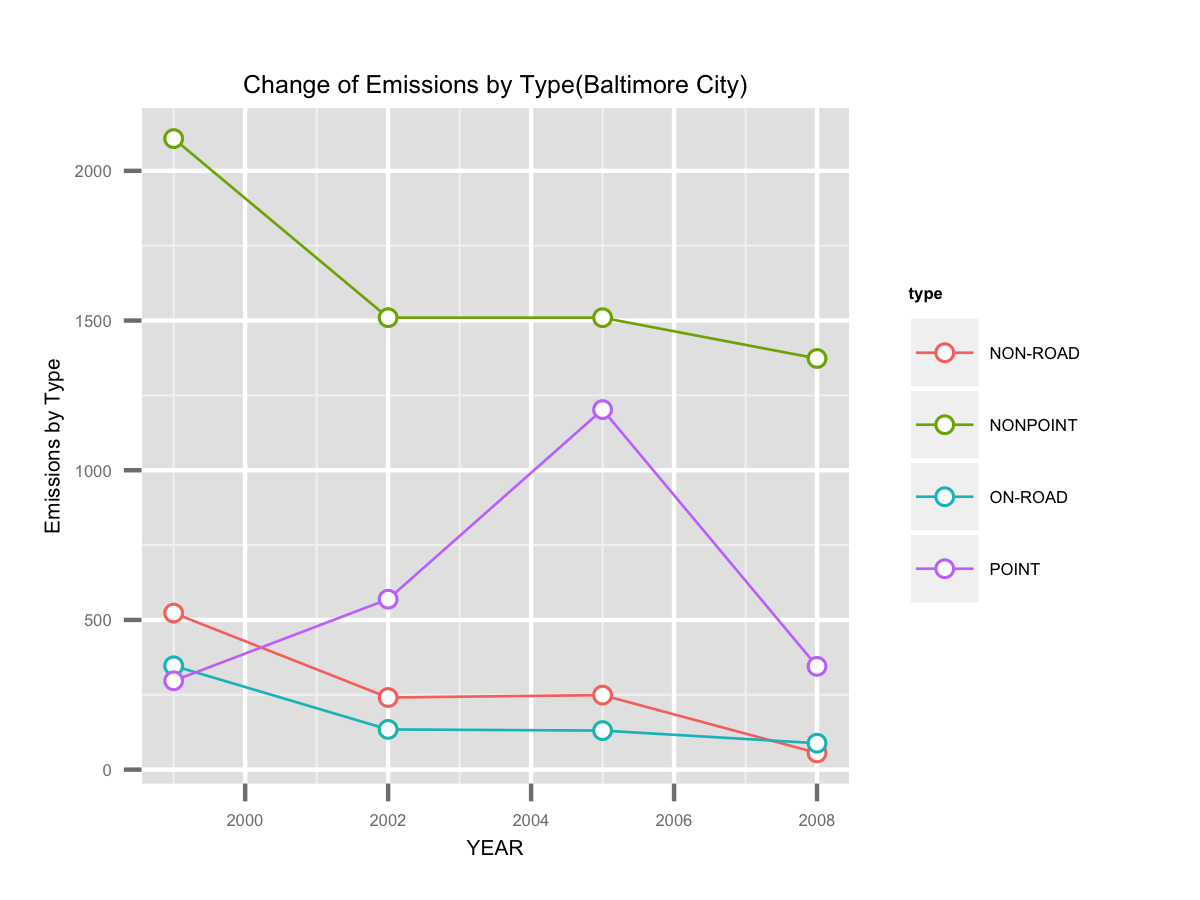 Change of Emissions by Type(Baltimore City)
Emissions by Type
2000
1500
1000
500
0
2000 2002 2004 2006 2008
YEAR
type
NON-ROAD
NONPOINT
ON-ROAD
POINT